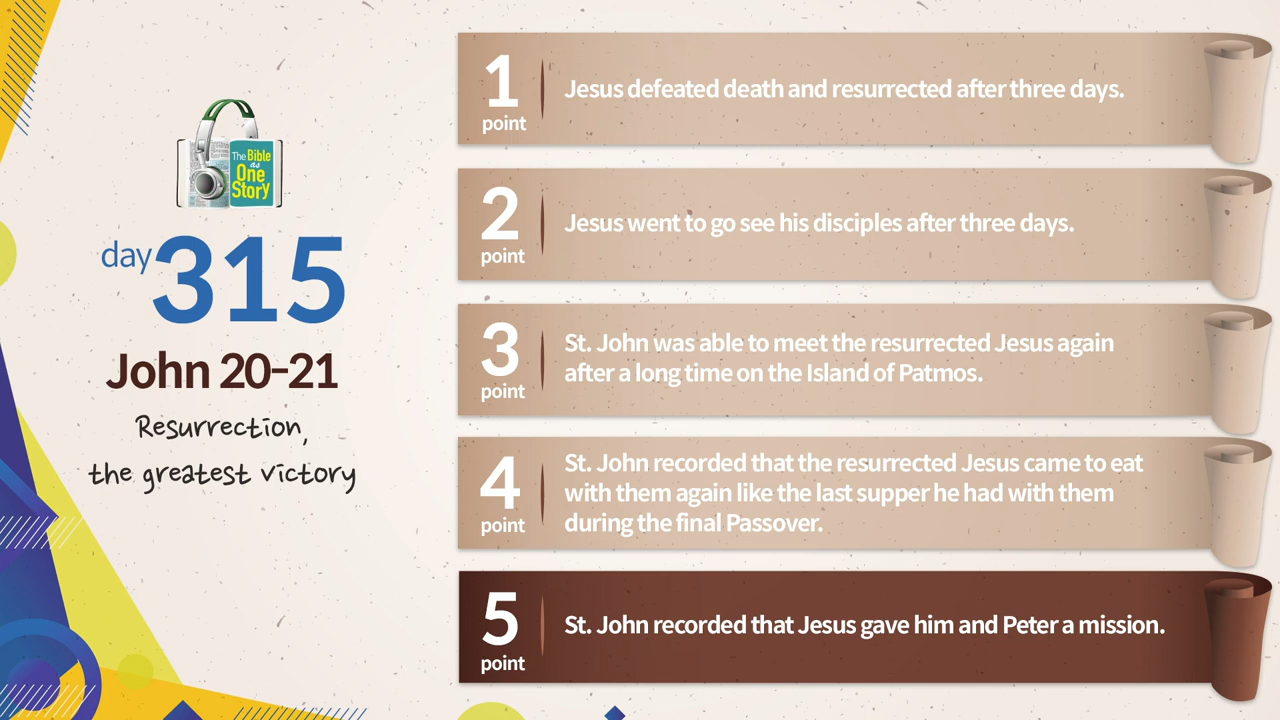 The Bible
as
One
Story
day 315
John 20-21
Resurrection,
the greatest victory
1
point
Jesus defeated death and resurrected after three days.
2
point
Jesus went to go see his disciples after three days.
3
point
St. John was able to meet the resurrected Jesus again
after a long time on the Island of Patmos.
4
point
St. John recorded that the resurrected Jesus came to eat
with them again like the last supper he had with them
during the final Passover.
5
point
St. John recorded that Jesus gave him and Peter a mission.